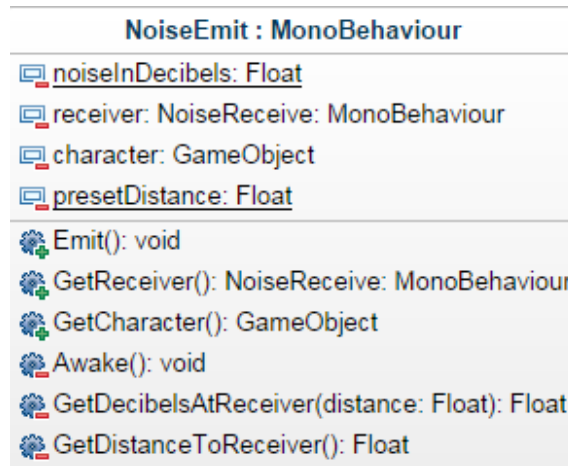 NoiseEmit : MonoBehaviour
noiseInDecibels: Float
receiver: NoiseReceive: MonoBehaviour
character: GameObject
presetDistance: Float
Emit(): void
GetReceiver(): NoiseReceive: MonoBehaviour
GetCharacter(): GameObject
Awake(): void
GetDecibelsAtReceiver(distance: Float): Float
GetDistanceToReceiver(): Float